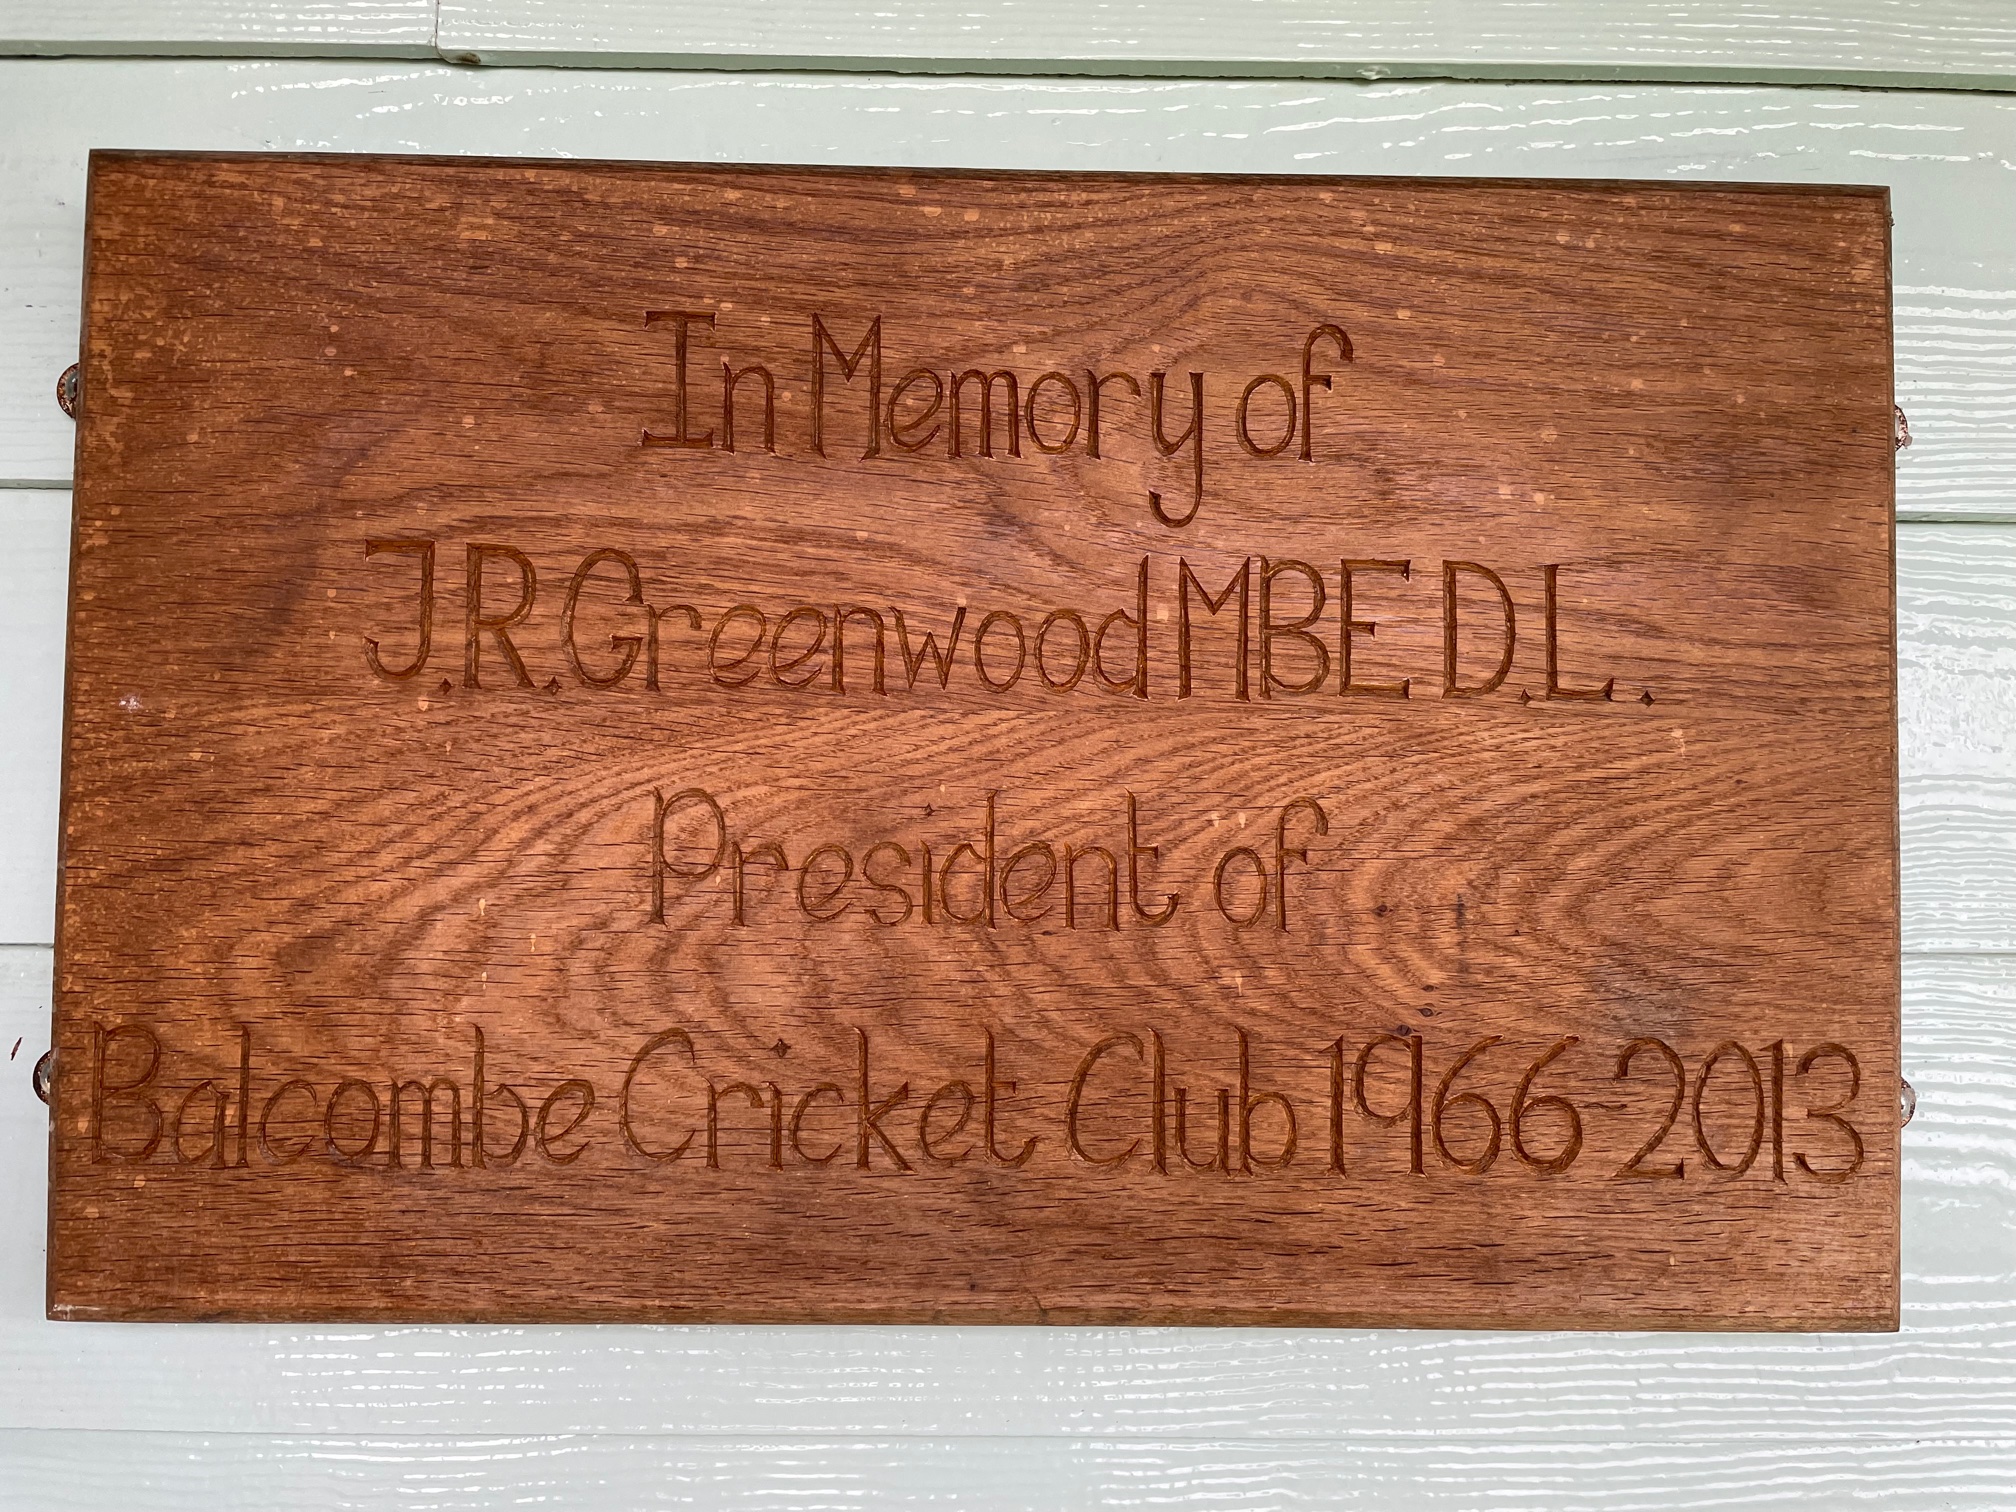 In Memory of
J.R.Greenwood MBE D.L.
President of
Balcombe Cricket Club 1966-2013